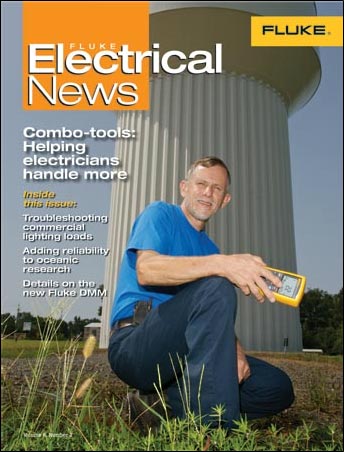 FLUKE®
FLUKE
Electrical
News
Combo-tools:
Helping
electricians
handle more
Inside
this issue:
Troubleshooting
commercial
lighting loads
Adding reliability
to oceanic
research
Details on the
new Fluke DMM